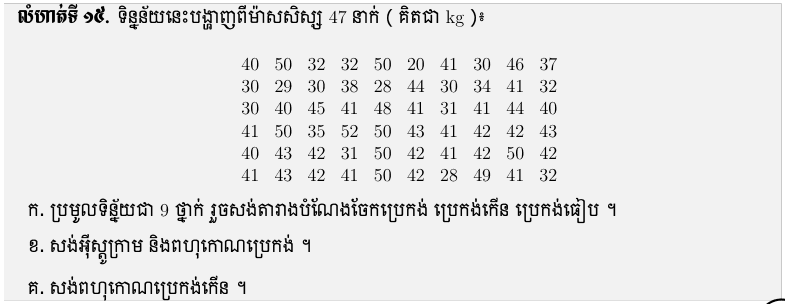 លំហាត់ទី ១៥. ទិន្នន័យនេះបង្ហាញពីម៉ាសសិស្ស 47 នាក់ ( គិតជា kg )៖
40 50 32 32 50 20 41 30 46 37
30 29 30 38 28 44 30 34 41 32
30 40 45 41 48 41 31 41 44 40
41 50 35 52 50 43 41 42 42 43
40 43 42 31 50 42 41 42 50 42
41 43 42 41 50 42 28 49 41 32
ក. ប្រមូលទិន្ន័យជា 9 ថ្នាក់ រួចសង់តារាងបំណែងចែកប្រេកង់ ប្រេកង់កើន ប្រេកង់ធៀប ។
ខ. សង់អ៊ីស្តូក្រាម និងពហុកោណប្រេកង់ ។
គ. សង់ពហុកោណប្រេកង់កើន ។